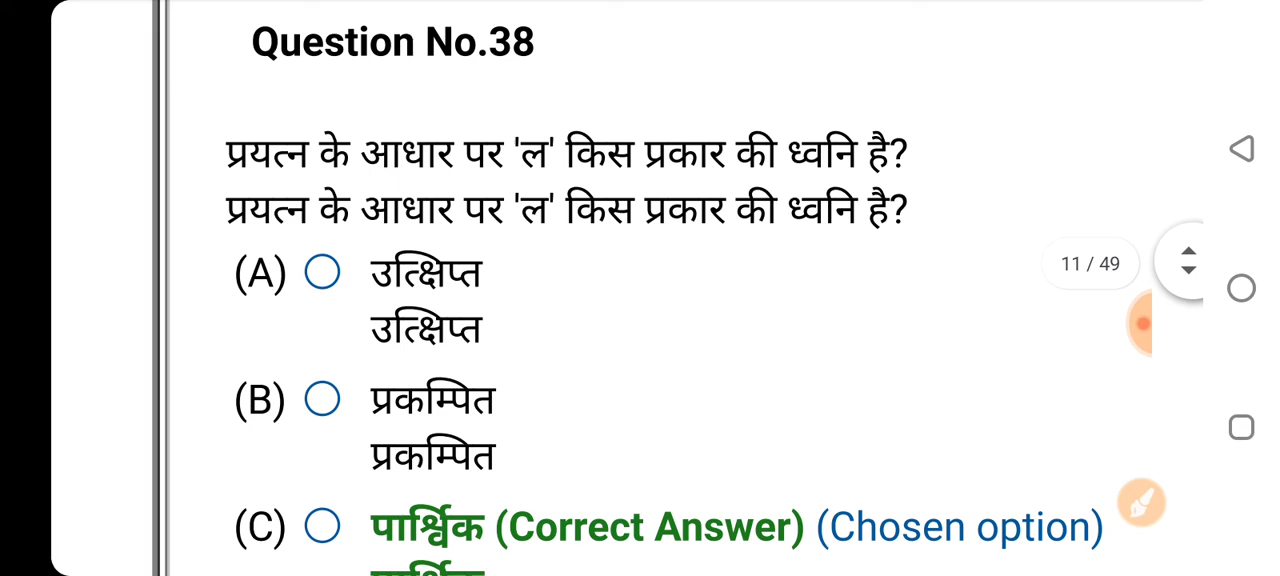 Question No.38
प्रयत्न के आधार पर 'ल' किस प्रकार की ध्वनि है?
प्रयत्न के आधार पर 'ल' किस प्रकार की ध्वनि है?
(A) उत्क्षिप्त
उत्क्षिप्त
11 / 49
(B) प्रकम्पित
प्रकम्पित
(C) पार्श्विक (Correct Answer) (Chosen option)
पार्श्विक